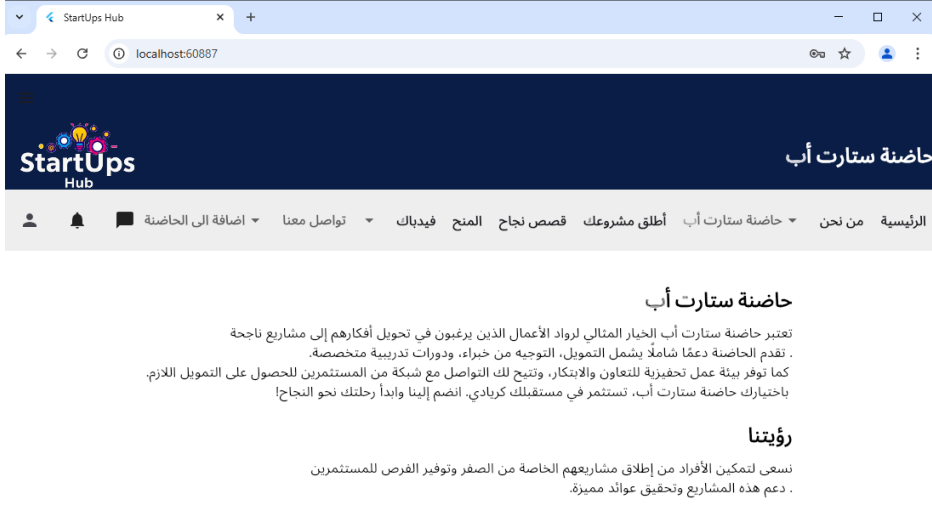 StartUps Hub
localhost:60887
StartUps
Hub
حاضنة ستارت أب
الرئيسية من نحن حاضنة ستارت أب أطلق مشروعك قصص نجاح المنح فيدباك تواصل معنا اضافة الى الحاضنة
حاضنة ستارت أب
تعتبر حاضنة ستارت أب الخيار المثالي لرواد الأعمال الذين يرغبون في تحويل أفكارهم إلى مشاريع ناجحة
. تقدم الحاضنة دعمًا شاملًا يشمل التمويل، التوجيه من خبراء، ودورات تدريبية متخصصة.
كما توفر بيئة عمل تحفيزية للتعاون والابتكار، وتتيح لك التواصل مع شبكة من المستثمرين للحصول على التمويل اللازم.
باختيارك حاضنة ستارت أب، تستثمر في مستقبلك كريادي. انضم إلينا وابدأ رحلتك نحو النجاح!
رؤيتنا
نسعى لتمكين الأفراد من إطلاق مشاريعهم الخاصة من الصفر وتوفير الفرص للمستثمرين
. دعم هذه المشاريع وتحقيق عوائد مميزة.